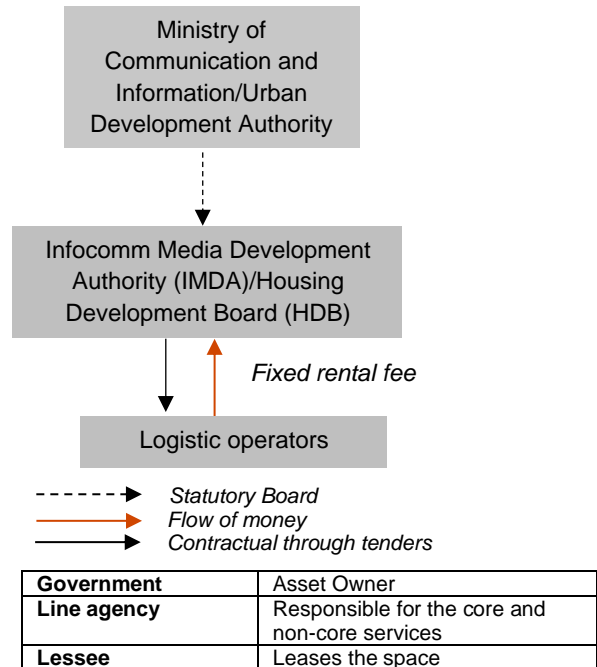 Ministry of
Communication and
Information/Urban
Development Authority
Infocomm Media Development
Authority (IMDA)/Housing
Development Board (HDB)
Fixed rental fee
Logistic operators
Statutory Board
Flow of money
Contractual through tenders
Government Asset Owner
Line agency Responsible for the core and
non-core services
Lessee Leases the space